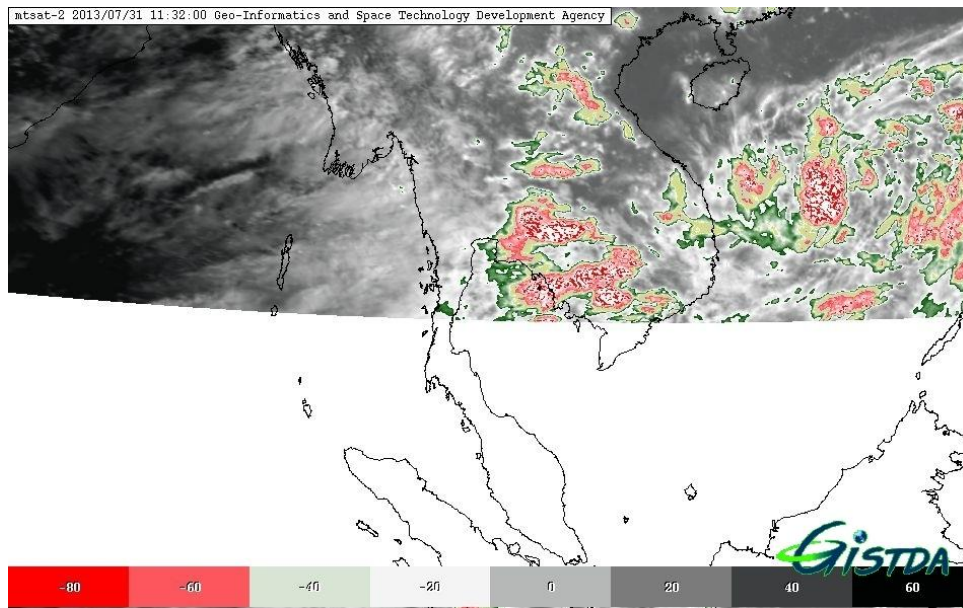 mtsat-2 2013/07/31 11:32:00 Geo-Informatics and Space Technology Development Agency
GISTDA
-80 -60 -40 -20 0 20 40 60